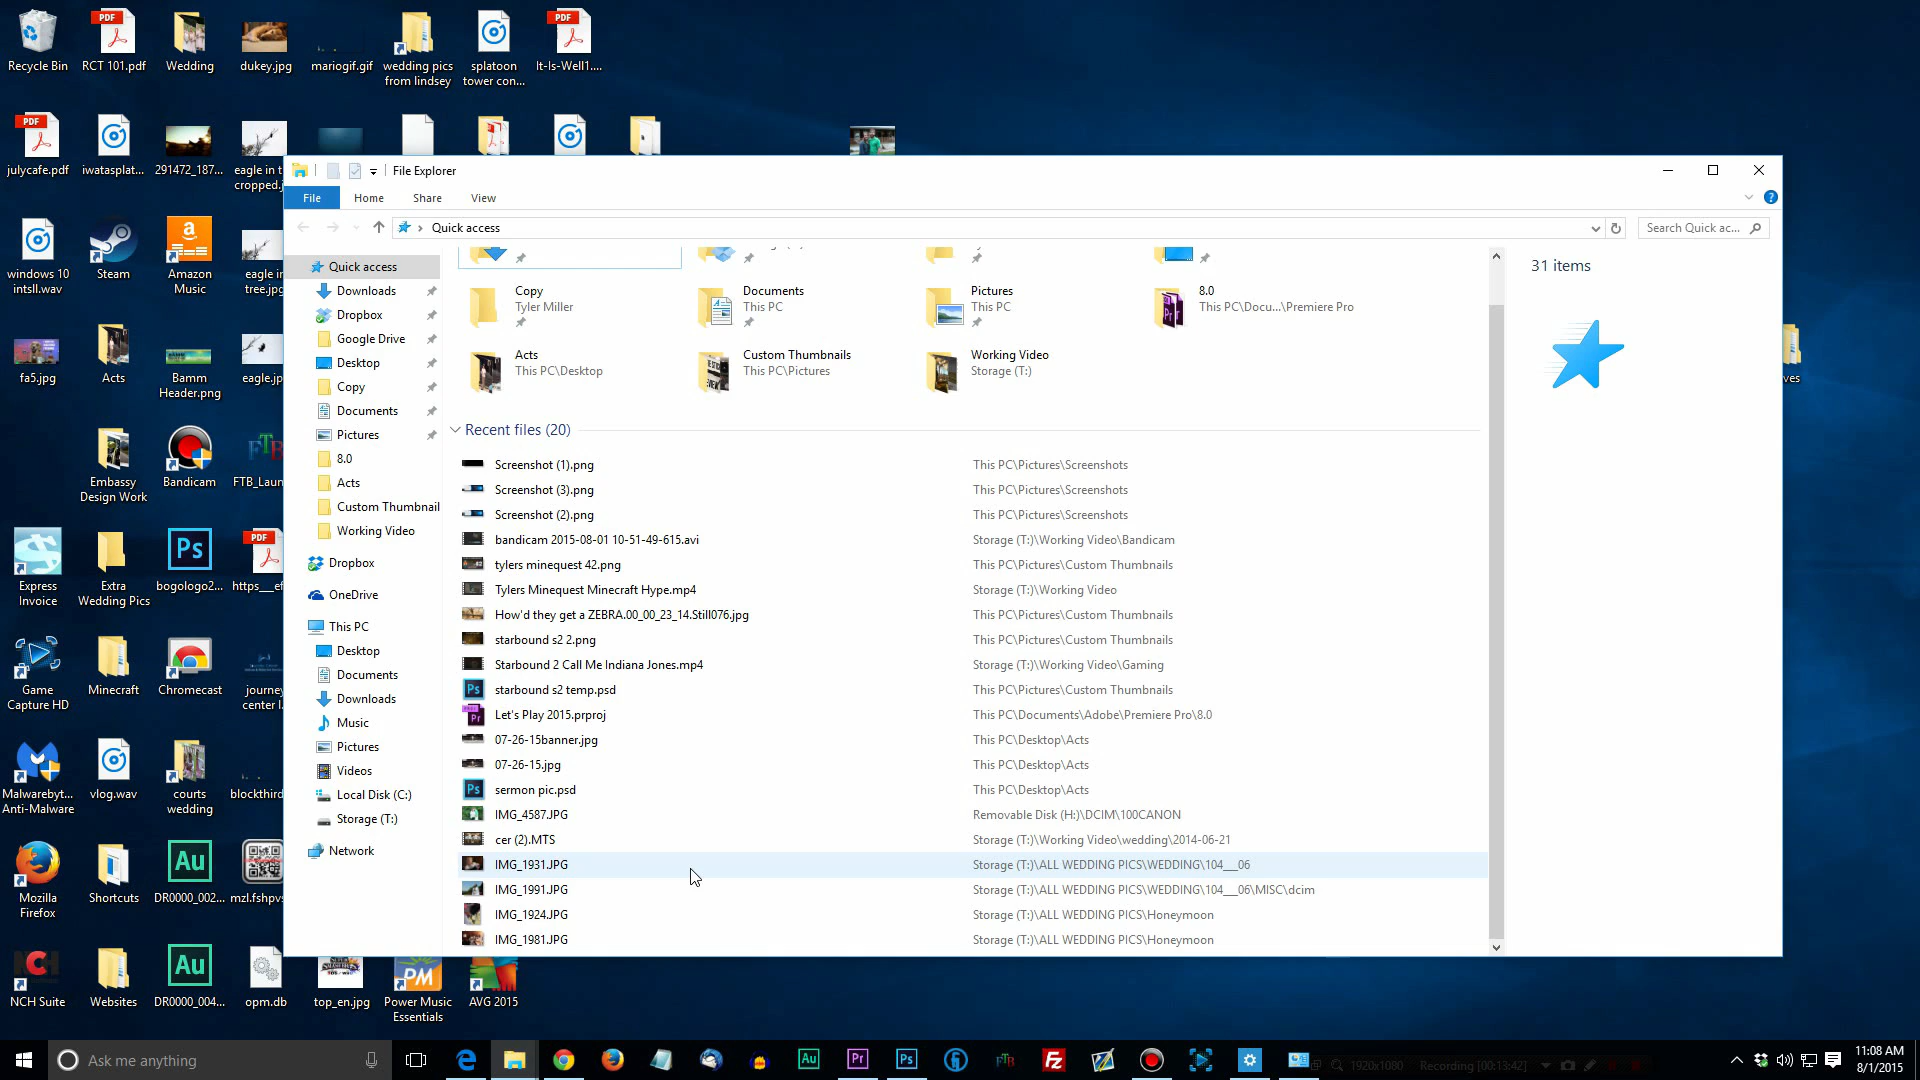 Recycle Bin
RCT 101.pdf
Wedding
dukey.jpg
mariogif.gif
wedding pics
from lindsey
splatoon
tower con...
It-Is-Well1....
julycafe.pdf
iwatasplat...
291472_187...
eagle in t
cropped.j
windows 10
intsll.wav
Steam
Amazon
Music
eagle in
tree.jpg
fa5.jpg
Acts
Bamm
Header.png
eagle.jp
Embassy
Design Work
Bandicam
FTB_Laun
Express
Invoice
Extra
Wedding Pics
bogologo2...
https___ef
Game
Capture HD
Minecraft
Chromecast
journey
center l.
Malwarebyt...
Anti-Malware
vlog.wav
courts
wedding
blockthird
Mozilla
Firefox
Shortcuts
DR0000_002...
mzl.fshpvs
NCH Suite
Websites
DR0000_004...
opm.db
top_en.jpg
Power Music
Essentials
AVG 2015
ves
File Explorer
File
Home
Share
View
Quick access
Search Quick ac...
Quick access
Downloads
Dropbox
Google Drive
Desktop
Copy
Documents
Pictures
8.0
Acts
Custom Thumbnail
Working Video
Dropbox
OneDrive
This PC
Desktop
Documents
Downloads
Music
Pictures
Videos
Local Disk (C:)
Storage (T:)
Network
Copy
Tyler Miller
Documents
This PC
Pictures
This PC
8.0
This PC\Docu...\Premiere Pro
Acts
This PC\Desktop
Custom Thumbnails
This PC\Pictures
Working Video
Storage (T:)
Recent files (20)
Screenshot (1).png This PC\Pictures\Screenshots
Screenshot (3).png This PC\Pictures\Screenshots
Screenshot (2).png This PC\Pictures\Screenshots
bandicam 2015-08-01 10-51-49-615.avi Storage (T:)\Working Video\Bandicam
tylers minequest 42.png This PC\Pictures\Custom Thumbnails
Tylers Minequest Minecraft Hype.mp4 Storage (T:)\Working Video
How'd they get a ZEBRA.00_00_23_14.Still076.jpg This PC\Pictures\Custom Thumbnails
starbound s2 2.png This PC\Pictures\Custom Thumbnails
Starbound 2 Call Me Indiana Jones.mp4 Storage (T:)\Working Video\Gaming
starbound s2 temp.psd This PC\Pictures\Custom Thumbnails
Let's Play 2015.prproj This PC\Documents\Adobe\Premiere Pro\8.0
07-26-15banner.jpg This PC\Desktop\Acts
07-26-15.jpg This PC\Desktop\Acts
sermon pic.psd This PC\Desktop\Acts
IMG_4587.JPG Removable Disk (H:)\DCIM\100CANON
cer (2).MTS Storage (T:)\Working Video\wedding\2014-06-21
IMG_1931.JPG Storage (T:)\ALL WEDDING PICS\WEDDING\104___06
IMG_1991.JPG Storage (T:)\ALL WEDDING PICS\WEDDING\104___06\MISC\dcim
IMG_1924.JPG Storage (T:)\ALL WEDDING PICS\Honeymoon
IMG_1981.JPG Storage (T:)\ALL WEDDING PICS\Honeymoon
31 items
Ask me anything
1920x1080
Recording [00:13:42]
11:08 AM
8/1/2015